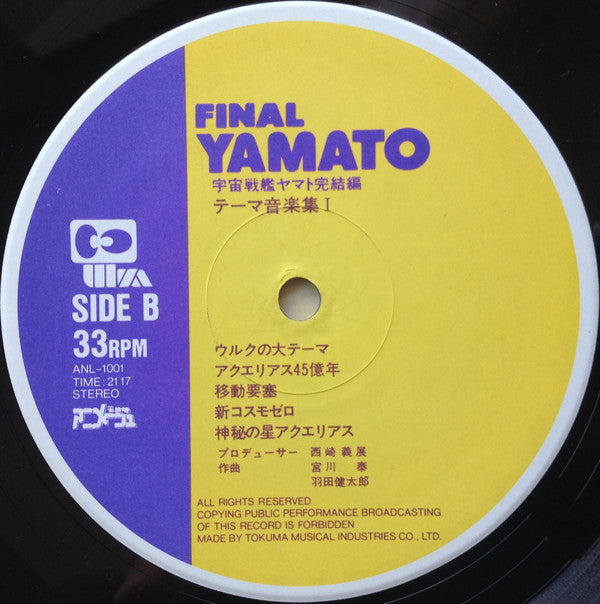 FINAL
YAMATO
宇宙戦艦ヤマト完結編
テーマ音楽集 I
SIDE B
33RPM
ANL-1001
TIME: 21 17
STEREO
アニメージュ
ウルクの大テーマ
アクエリアス45億年
移動要塞
新コスモゼロ
神秘の星アクエリアス
プロデューサー 西崎義展
作曲 宮川 泰
羽田健太郎
ALL RIGHTS RESERVED
COPYING PUBLIC PERFORMANCE BROADCASTING
OF THIS RECORD IS FORBIDDEN
MADE BY TOKUMA MUSICAL INDUSTRIES CO., LTD.